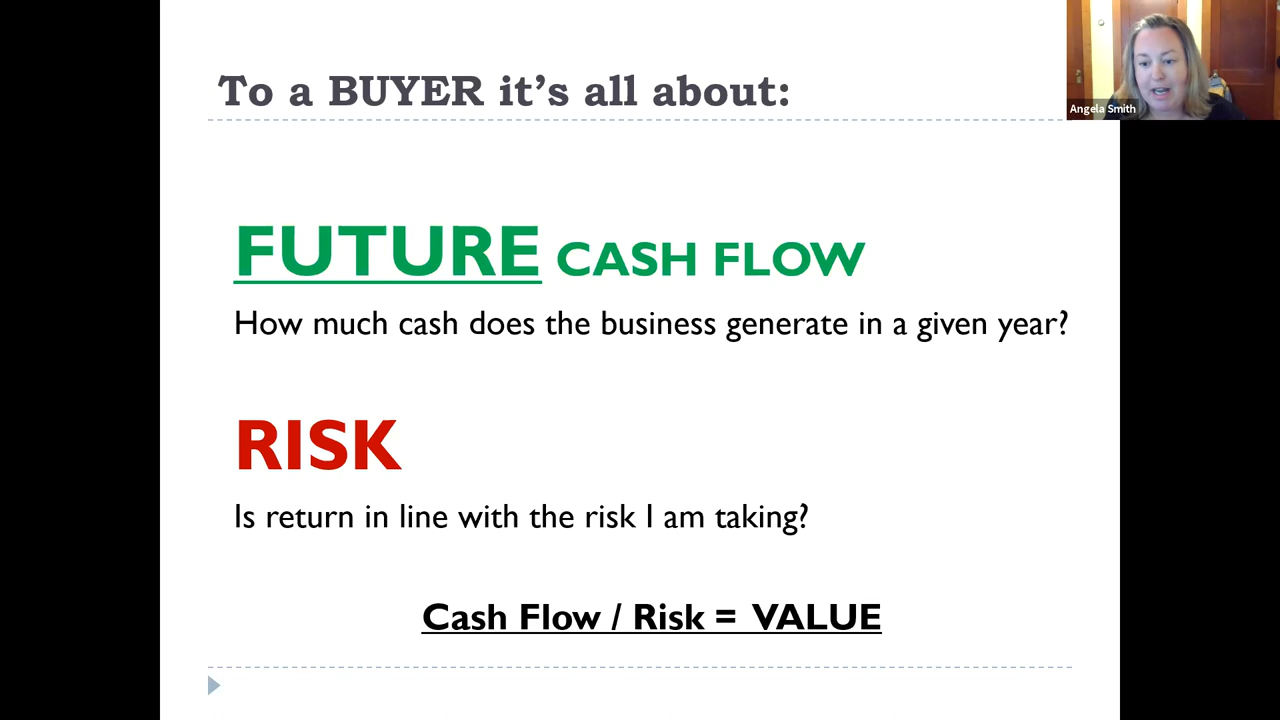 To a BUYER it's all about:
Angela Smith
FUTURE CASH FLOW
How much cash does the business generate in a given year?
RISK
Is return in line with the risk I am taking?
Cash Flow / Risk = VALUE